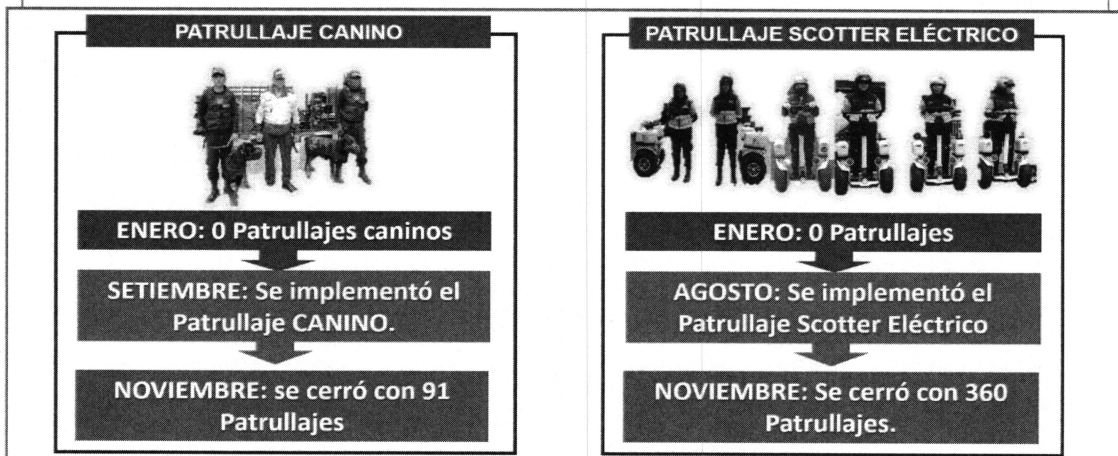 PATRULLAJE CANINO
ENERO: 0 Patrullajes caninos
SETIEMBRE: Se implementó el
Patrullaje CANINO.
NOVIEMBRE: se cerró con 91
Patrullajes
PATRULLAJE SCOTTER ELÉCTRICO
ENERO: 0 Patrullajes
AGOSTO: Se implementó el
Patrullaje Scotter Eléctrico
NOVIEMBRE: Se cerró con 360
Patrullajes.